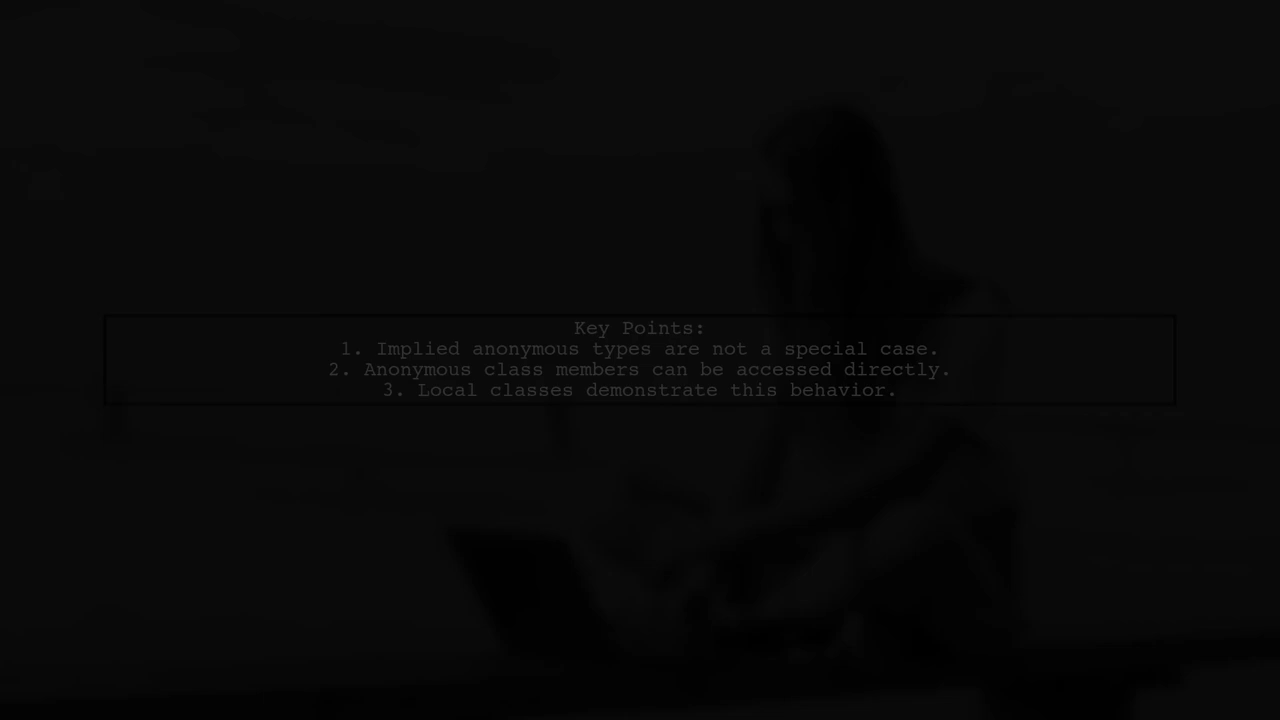 Key Points:
1. Implied anonymous types are not a special case.
2. Anonymous class members can be accessed directly.
3. Local classes demonstrate this behavior.